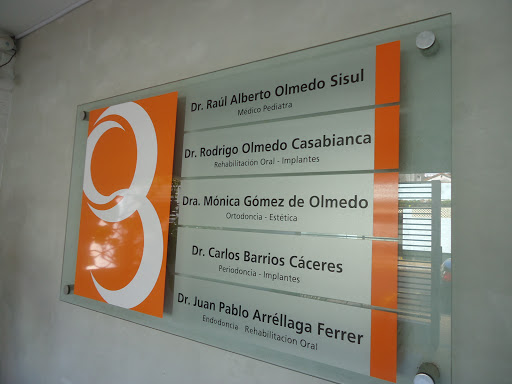 Dr. Raúl Alberto Olmedo Sisul
Médico Pediatra
Dr. Rodrigo Olmedo Casabianca
Rehabilitación Oral - Implantes
Dra. Mónica Gómez de Olmedo
Ortodoncia - Estética
Dr. Carlos Barrios Cáceres
Periodoncia - Implantes
Dr. Juan Pablo Arréllaga Ferrer
Endodoncia Rehabilitacion Oral